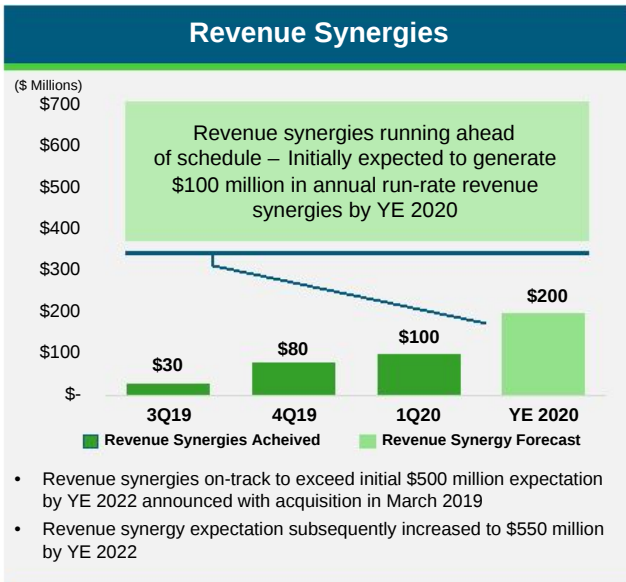 Revenue Synergies
($ Millions)
$700
$600
$500
$400
$300
$200
$100
$-
Revenue synergies running ahead
of schedule – Initially expected to generate
$100 million in annual run-rate revenue
synergies by YE 2020
$30
$80
$100
$200
3Q19 4Q19 1Q20 YE 2020
Revenue Synergies Acheived Revenue Synergy Forecast
• Revenue synergies on-track to exceed initial $500 million expectation
by YE 2022 announced with acquisition in March 2019
• Revenue synergy expectation subsequently increased to $550 million
by YE 2022